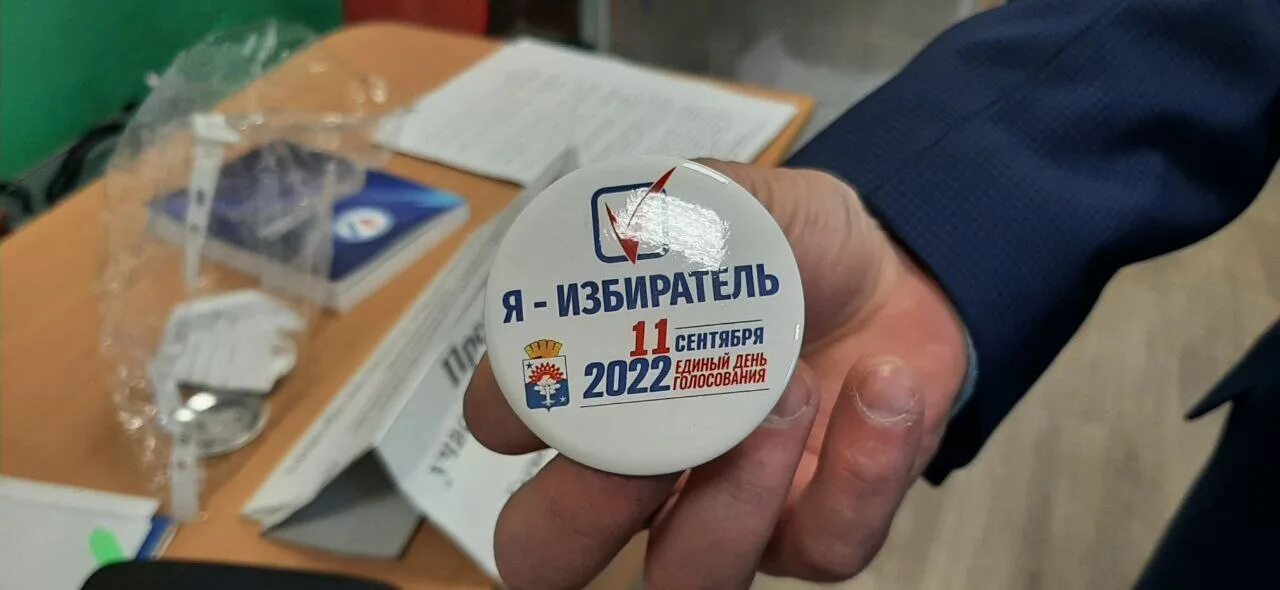 Я - ИЗБИРАТЕЛЬ
11 СЕНТЯБРЯ
2022 ЕДИНЫЙ ДЕНЬ
ГОЛОСОВАНИЯ